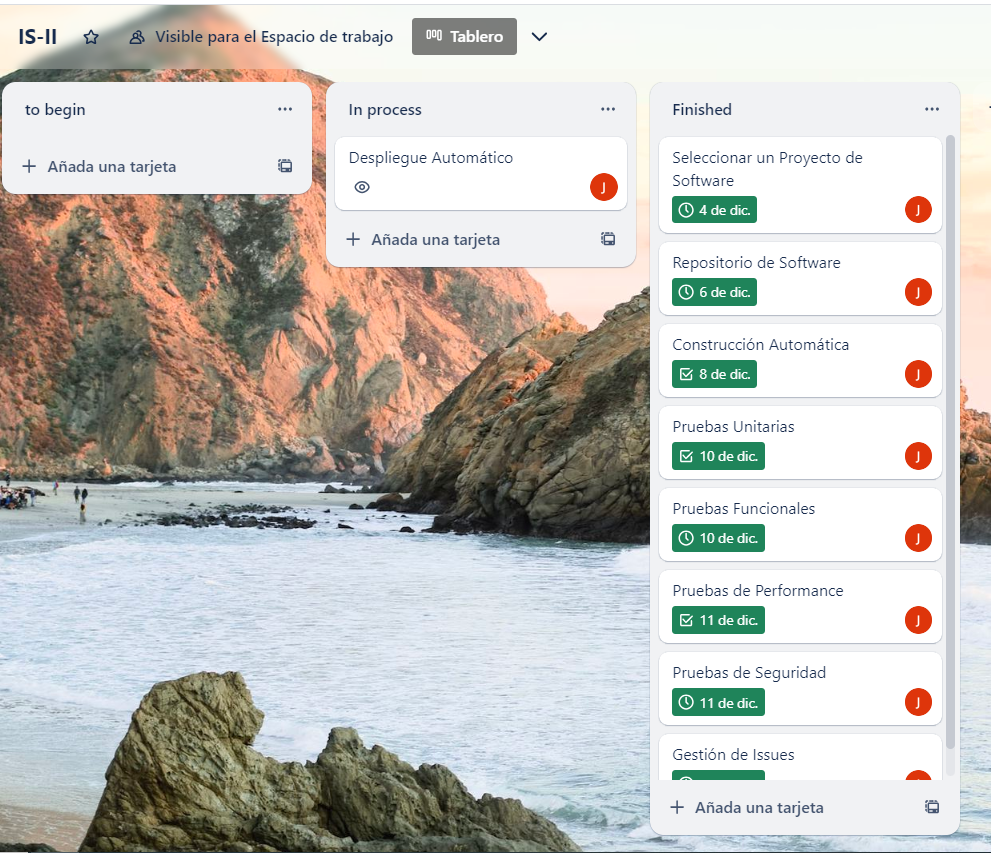 IS-II
Visible para el Espacio de trabajo
Tablero
to begin
Añada una tarjeta
In process
Despliegue Automático
J
Añada una tarjeta
Finished
Seleccionar un Proyecto de
Software
4 de dic.
J
Repositorio de Software
6 de dic.
J
Construcción Automática
8 de dic.
J
Pruebas Unitarias
10 de dic.
J
Pruebas Funcionales
10 de dic.
J
Pruebas de Performance
11 de dic.
J
Pruebas de Seguridad
11 de dic.
J
Gestión de Issues
Añada una tarjeta